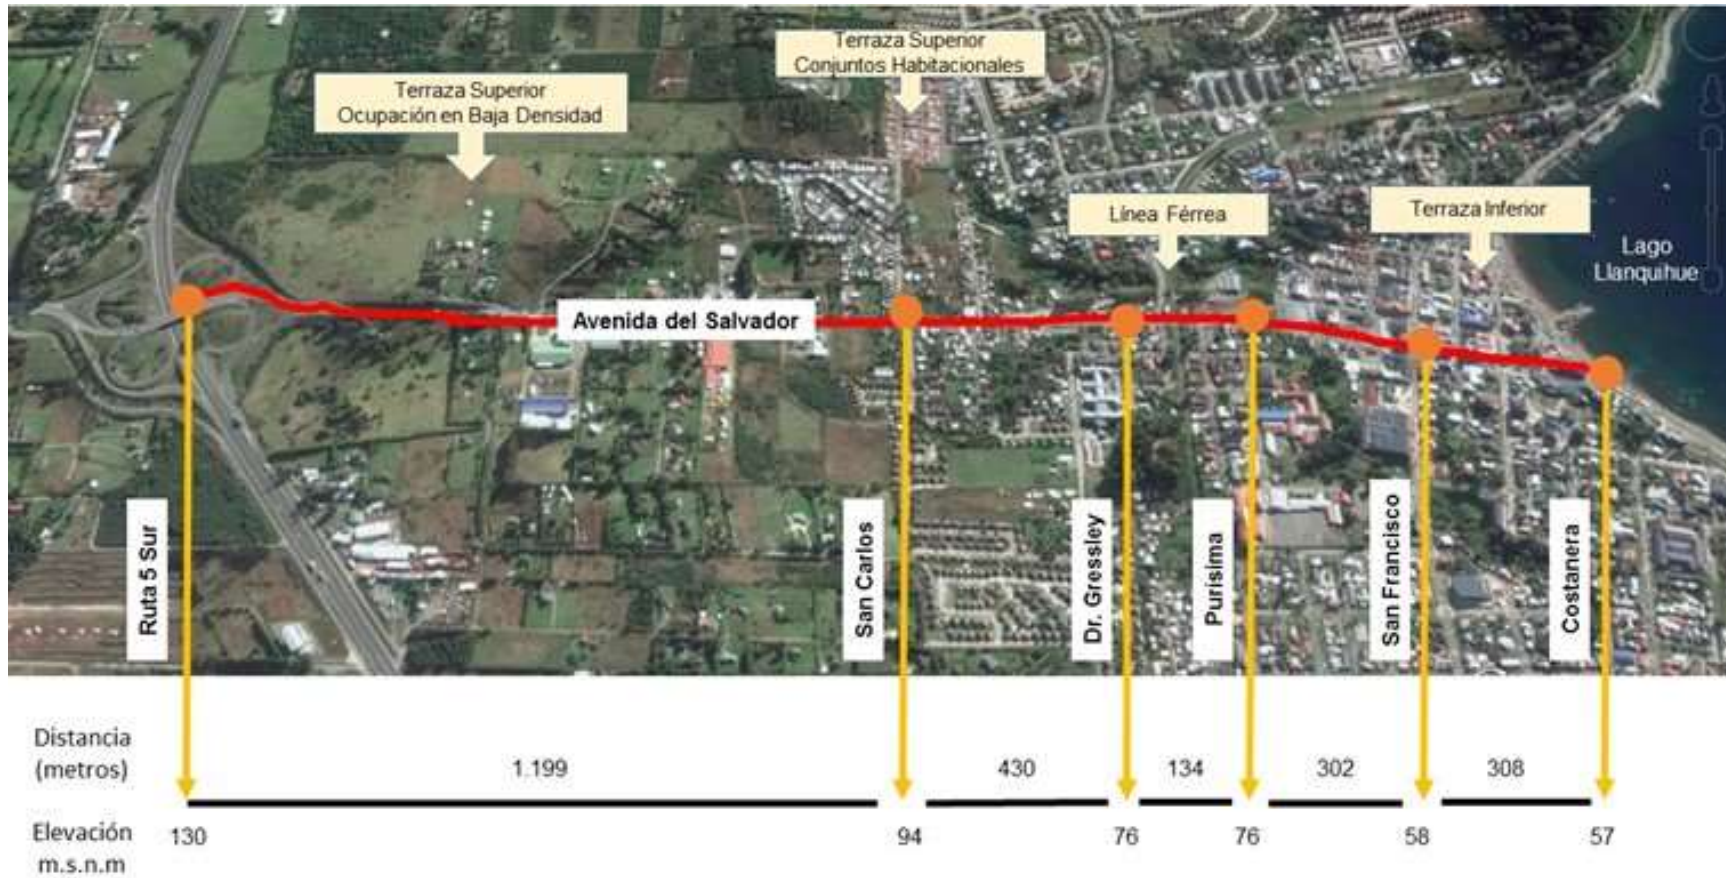 Terraza Superior
Conjuntos Habitacionales
Terraza Superior
Ocupación en Baja Densidad
Línea Férrea
Terraza Inferior
Lago
Llanquihue
Avenida del Salvador
Ruta 5 Sur
San Carlos
Dr. Gressley
Purísima
San Francisco
Costanera
Distancia
(metros)
1.199
430
134
302
308
Elevación
m.s.n.m
130
94
76
76
58
57